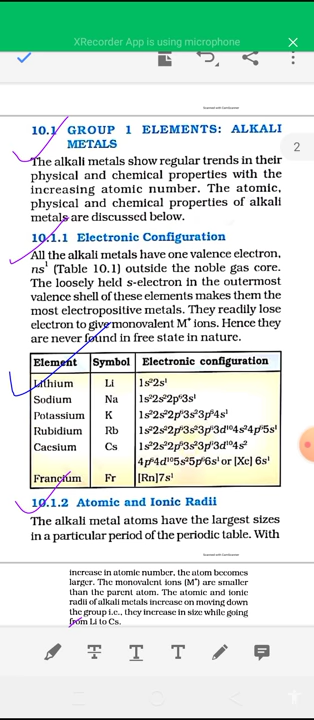 XRecorder App is using microphone
Scanned with CamScanner
2
10.1 GROUP 1 ELEMENTS: ALKALI
METALS
The alkali metals show regular trends in their
physical and chemical properties with the
increasing atomic number. The atomic,
physical and chemical properties of alkali
metals are discussed below.
10.1.1 Electronic Configuration
All the alkali metals have one valence electron,
ns¹ (Table 10.1) outside the noble gas core.
The loosely held s-electron in the outermost
valence shell of these elements makes them the
most electropositive metals. They readily lose
electron to give monovalent M⁺ ions. Hence they
are never found in free state in nature.
Element Symbol Electronic configuration
Lithium Li 1s²2s¹
Sodium Na 1s²2s²2p⁶3s¹
Potassium K 1s²2s²2p⁶3s²3p⁶4s¹
Rubidium Rb 1s²2s²2p⁶3s²3p⁶3d¹⁰4s²4p⁶5s¹
Caesium Cs 1s²2s²2p⁶3s²3p⁶3d¹⁰4s²
4p⁶4d¹⁰5s²5p⁶6s¹ or [Xe] 6s¹
Francium Fr [Rn]7s¹
10.1.2 Atomic and Ionic Radii
The alkali metal atoms have the largest sizes
in a particular period of the periodic table. With
Scanned with CamScanner
increase in atomic number, the atom becomes
larger. The monovalent ions (M⁺) are smaller
than the parent atom. The atomic and ionic
radii of alkali metals increase on moving down
the group i.e., they increase in size while going
from Li to Cs.